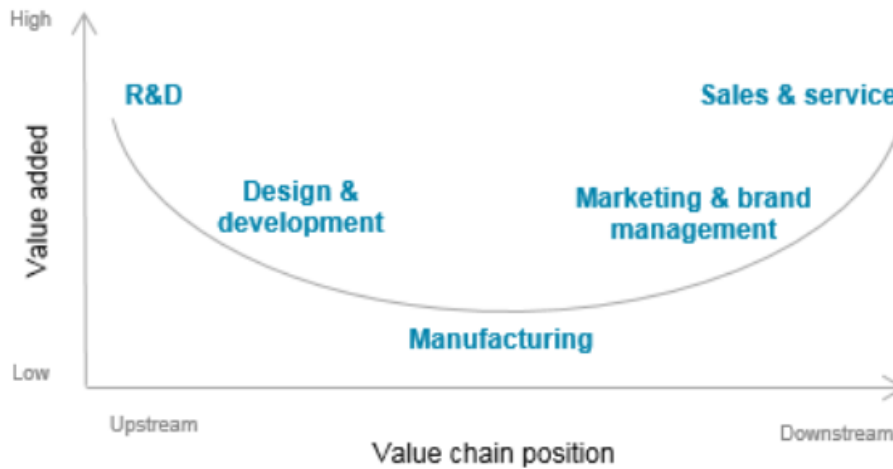 High
R&D
Sales & service
Value added
Design &
development
Marketing & brand
management
Manufacturing
Low
Upstream
Downstream
Value chain position